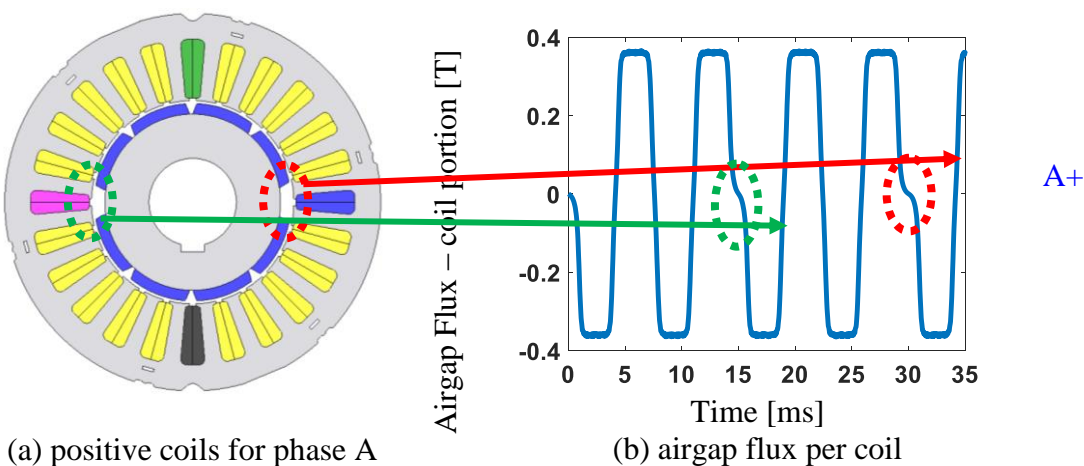 Airgap Flux – coil portion [T]
0.4
0.2
0
-0.2
-0.4
0 5 10 15 20 25 30 35
Time [ms]
A+
(a) positive coils for phase A
(b) airgap flux per coil